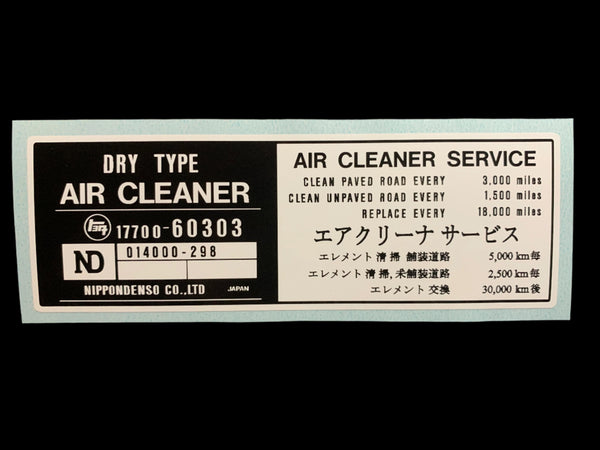 DRY TYPE
AIR CLEANER
TEQ 17700-60303
ND 014000-298
NIPPONDENSO CO.,LTD JAPAN
AIR CLEANER SERVICE
CLEAN PAVED ROAD EVERY 3,000 miles
CLEAN UNPAVED ROAD EVERY 1,500 miles
REPLACE EVERY 18,000 miles
エアクリーナ サービス
エレメント 清掃, 舗装道路 5,000 km毎
エレメント 清掃, 未舗装道路 2,500 km毎
エレメント 交換 30,000 km後